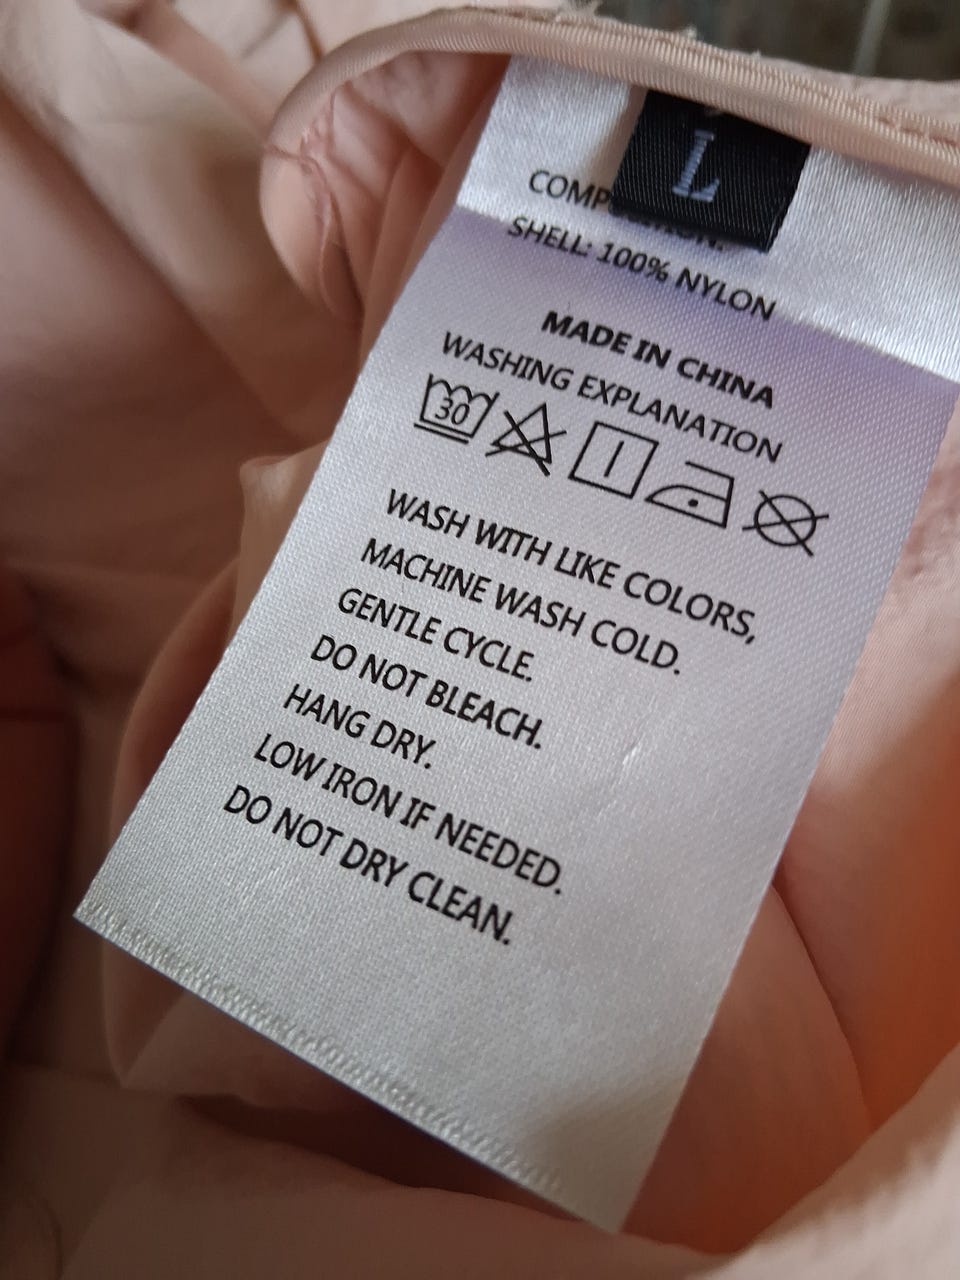 L
SHELL: 100% NYLON
MADE IN CHINA
WASHING EXPLANATION
30
WASH WITH LIKE COLORS,
MACHINE WASH COLD.
GENTLE CYCLE.
DO NOT BLEACH.
HANG DRY.
LOW IRON IF NEEDED.
DO NOT DRY CLEAN.